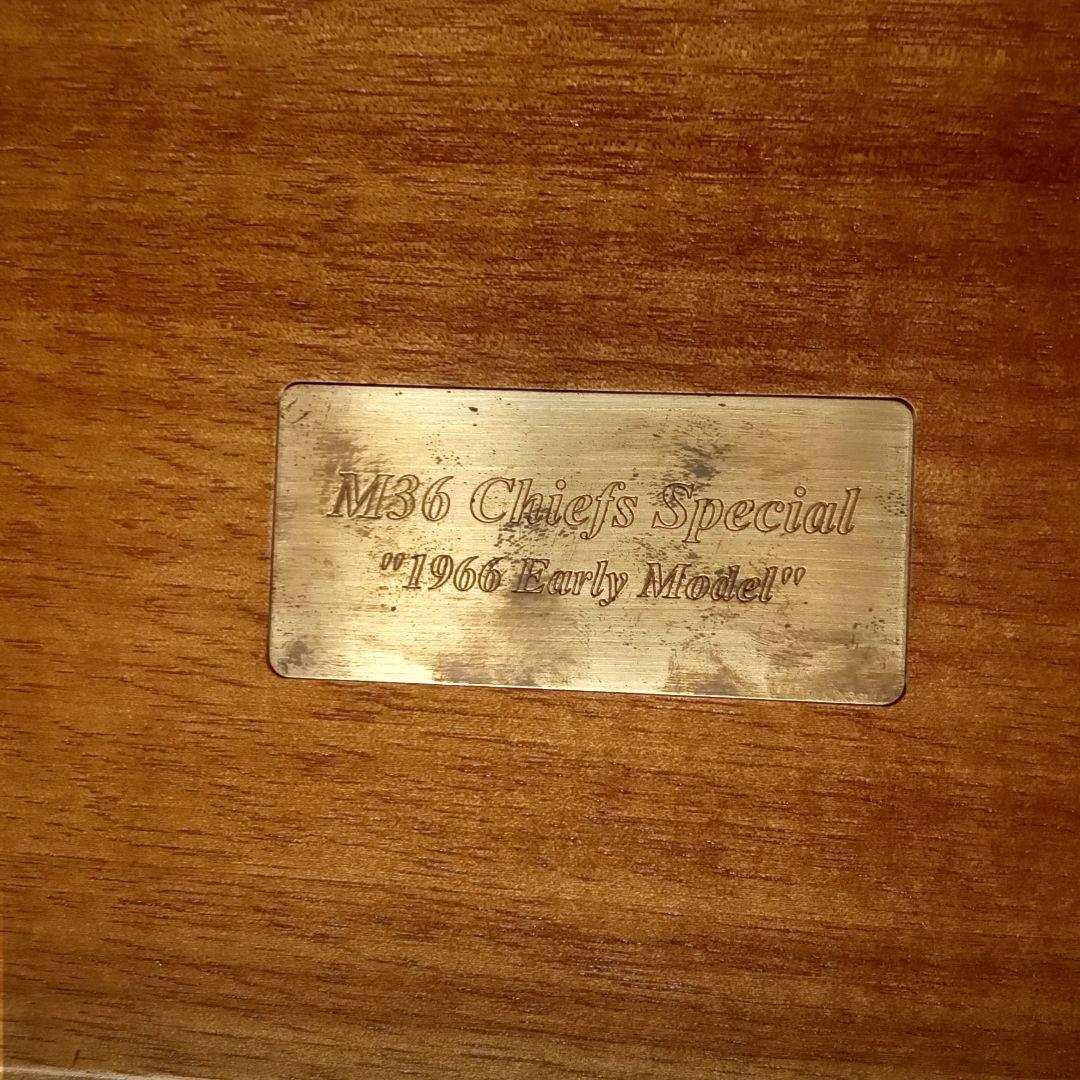 M36 Chiefs Special
"1966 Early Model"